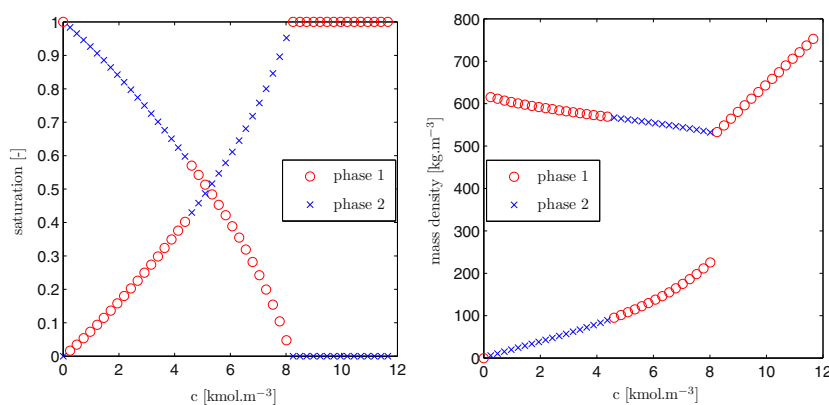 1
0.9
0.8
0.7
0.6
0.5
0.4
0.3
0.2
0.1
0
0 2 4 6 8 10 12
saturation [-]
c [kmol.m⁻³]
phase 1
phase 2
800
700
600
500
400
300
200
100
0
0 2 4 6 8 10 12
mass density [kg.m⁻³]
c [kmol.m⁻³]
phase 1
phase 2